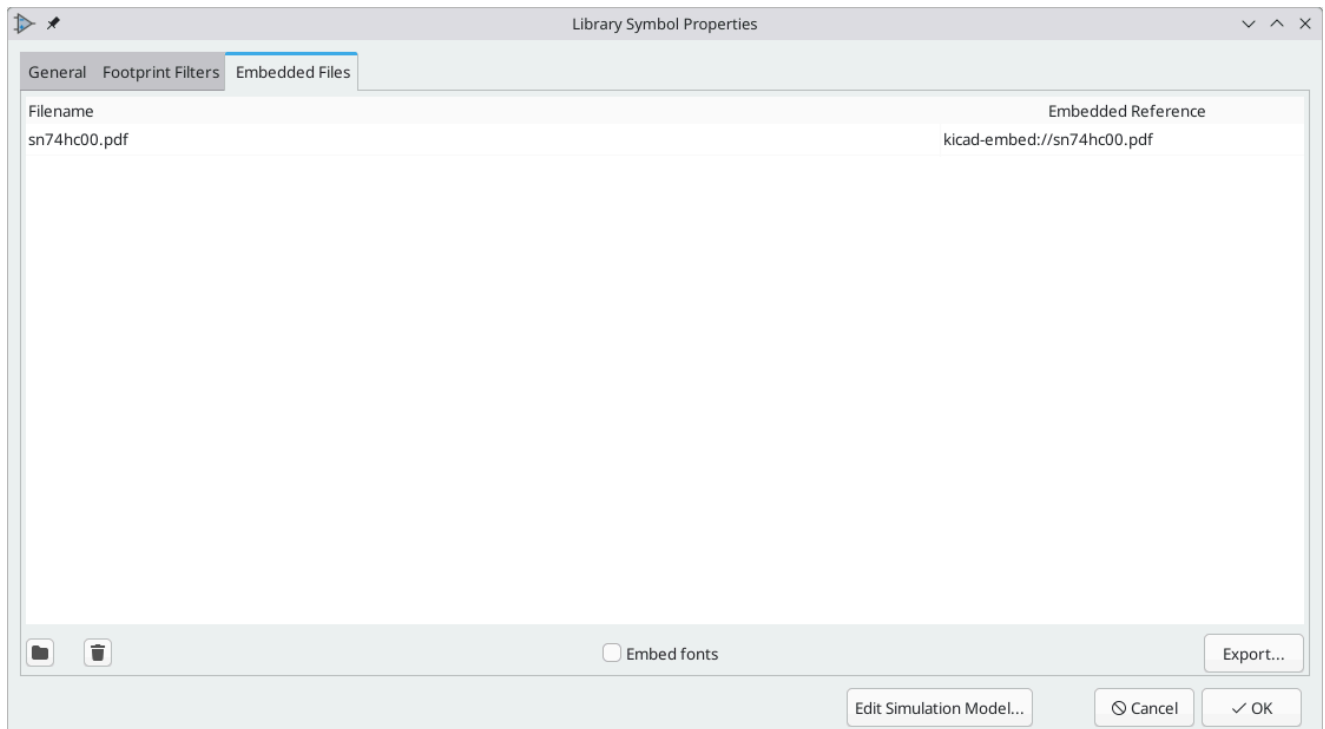 Library Symbol Properties
General Footprint Filters Embedded Files
Filename Embedded Reference
sn74hc00.pdf kicad-embed://sn74hc00.pdf
Embed fonts Export...
Edit Simulation Model... Cancel OK